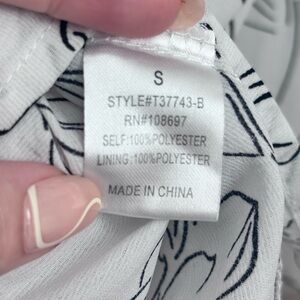 S
STYLE#T37743-B
RN#108697
SELF:100%POLYESTER
LINING:100%POLYESTER
MADE IN CHINA